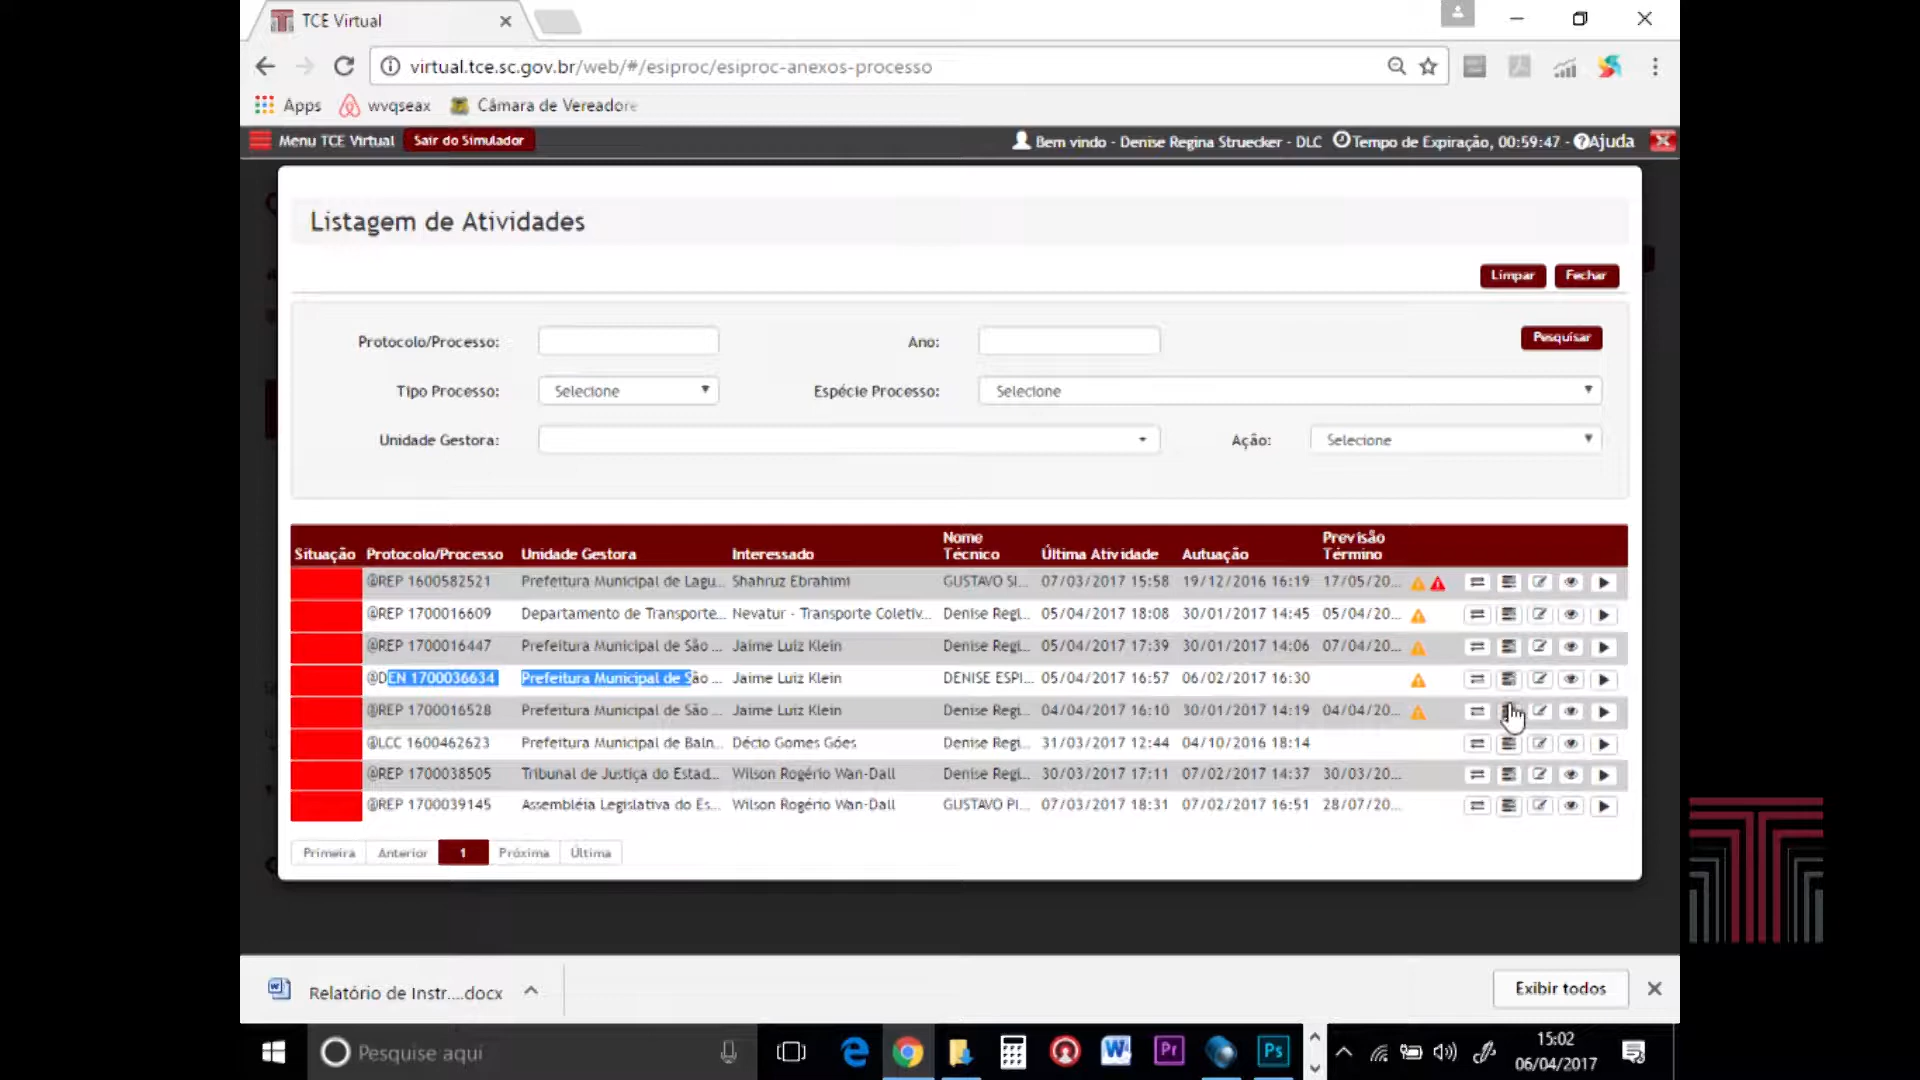 TCE Virtual
virtual.tce.sc.gov.br/web/#/esiproc/esiproc-anexos-processo
Apps wvqseax Câmara de Vereadore
Menu TCE Virtual Sair do Simulador Bem vindo - Denise Regina Struecker - DLC Tempo de Expiração, 00:59:47 - Ajuda
Listagem de Atividades
Limpar Fechar
Protocolo/Processo: Ano: Pesquisar
Tipo Processo: Selecione Espécie Processo: Selecione
Unidade Gestora: Ação: Selecione
Situação Protocolo/Processo Unidade Gestora Interessado Nome Técnico Última Atividade Autuação Previsão Término
@REP 1600582521 Prefeitura Municipal de Lagu... Shahruz Ebrahimi GUSTAVO SI... 07/03/2017 15:58 19/12/2016 16:19 17/05/20...
@REP 1700016609 Departamento de Transporte... Nevatur - Transporte Coletiv... Denise Regi... 05/04/2017 18:08 30/01/2017 14:45 05/04/20...
@REP 1700016447 Prefeitura Municipal de São ... Jaime Luiz Klein Denise Regi... 05/04/2017 17:39 30/01/2017 14:06 07/04/20...
@DEN 1700036634 Prefeitura Municipal de São ... Jaime Luiz Klein DENISE ESPI... 05/04/2017 16:57 06/02/2017 16:30
@REP 1700016528 Prefeitura Municipal de São ... Jaime Luiz Klein Denise Regi... 04/04/2017 16:10 30/01/2017 14:19 04/04/20...
@LCC 1600462623 Prefeitura Municipal de Baln... Décio Gomes Góes Denise Regi... 31/03/2017 12:44 04/10/2016 18:14
@REP 1700038505 Tribunal de Justiça do Estad... Wilson Rogério Wan-Dall Denise Regi... 30/03/2017 17:11 07/02/2017 14:37 30/03/20...
@REP 1700039145 Assembléia Legislativa do Es... Wilson Rogério Wan-Dall GUSTAVO PI... 07/03/2017 18:31 07/02/2017 16:51 28/07/20...
Primeira Anterior 1 Próxima Última
Relatório de Instr....docx Exibir todos
Pesquise aqui Pr Ps 15:02
06/04/2017